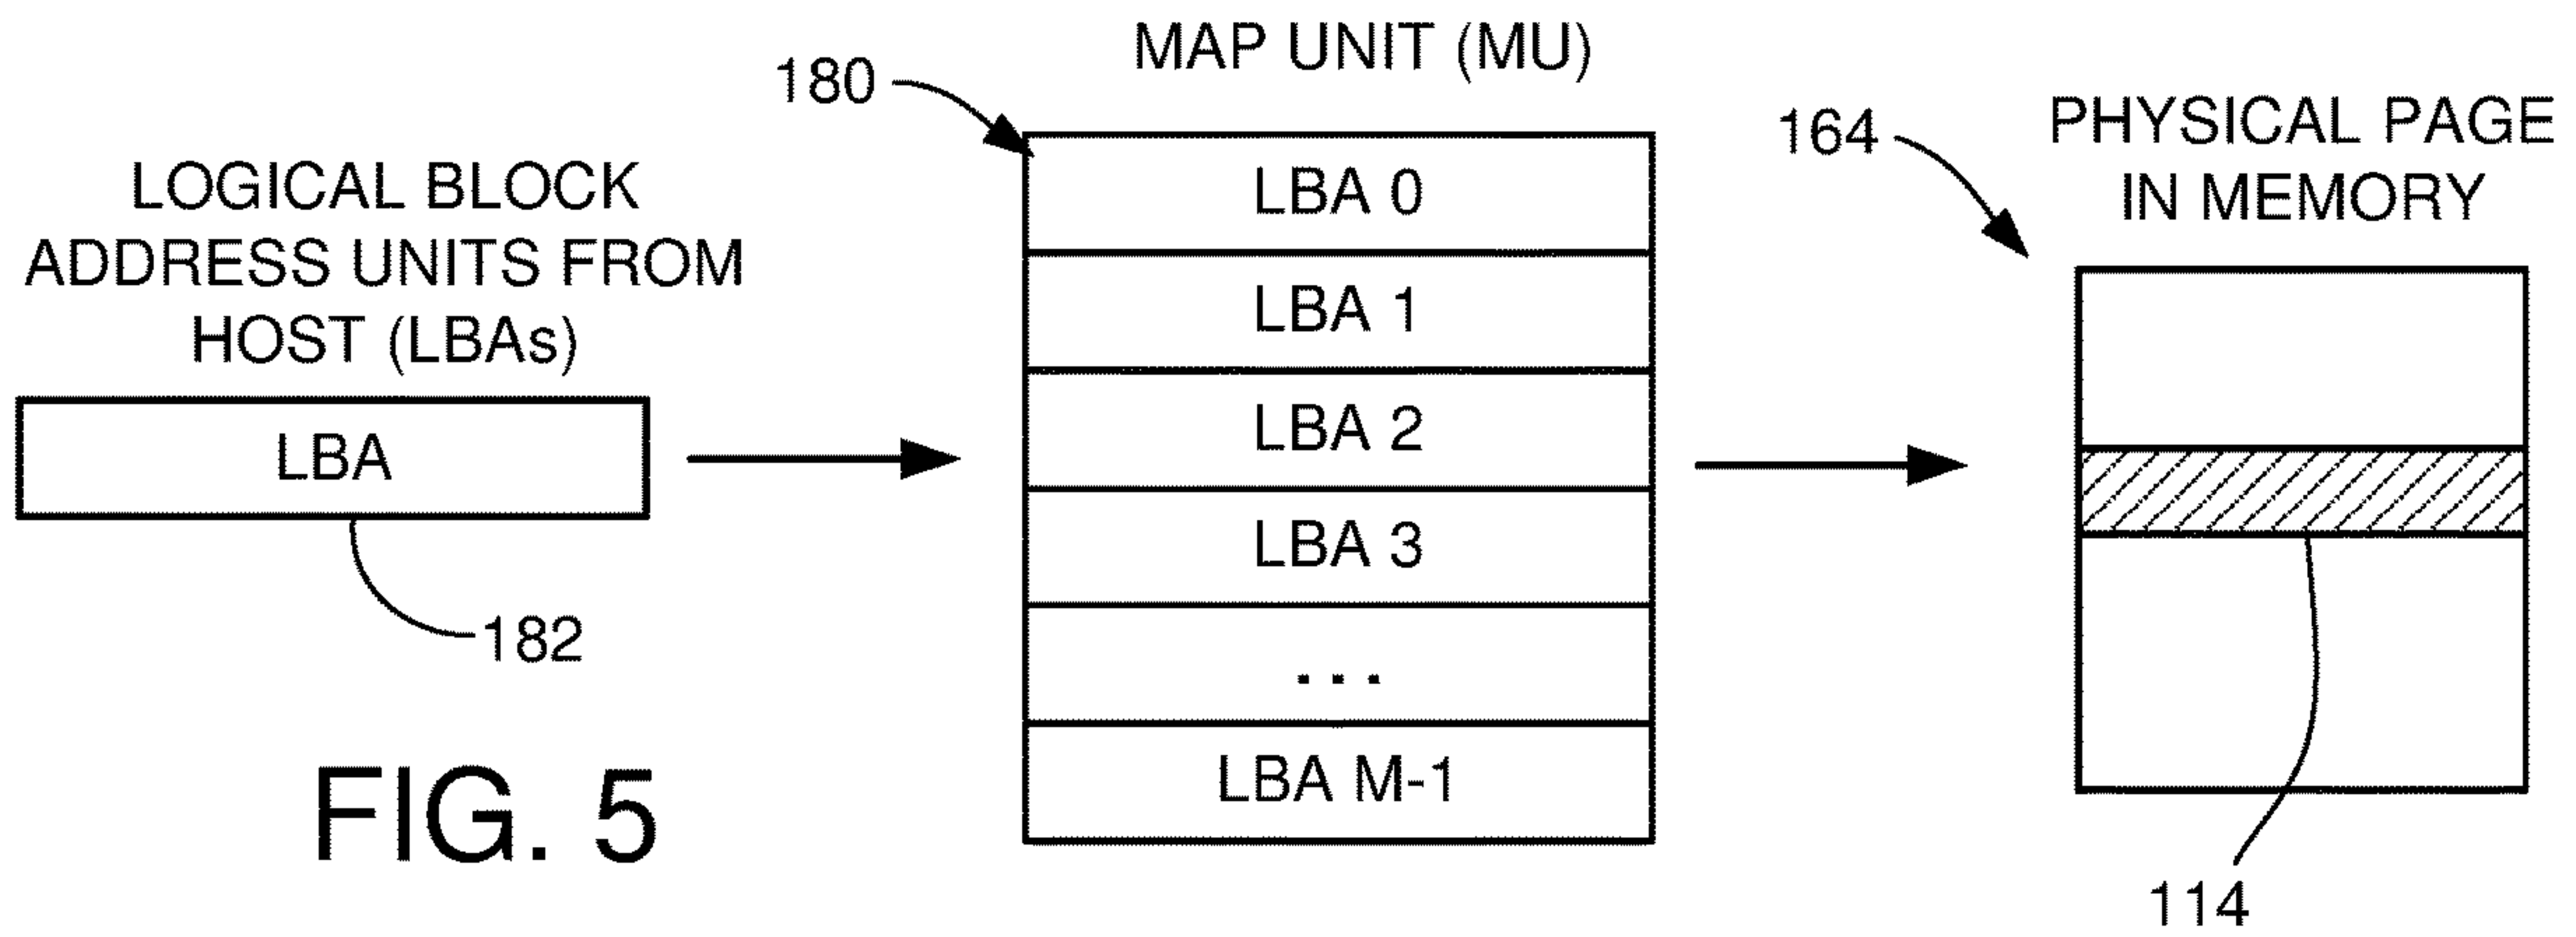 LOGICAL BLOCK
ADDRESS UNITS FROM
HOST (LBAs)
LBA
182
MAP UNIT (MU)
180
LBA 0
LBA 1
LBA 2
LBA 3
...
LBA M-1
PHYSICAL PAGE
IN MEMORY
164
114
FIG. 5